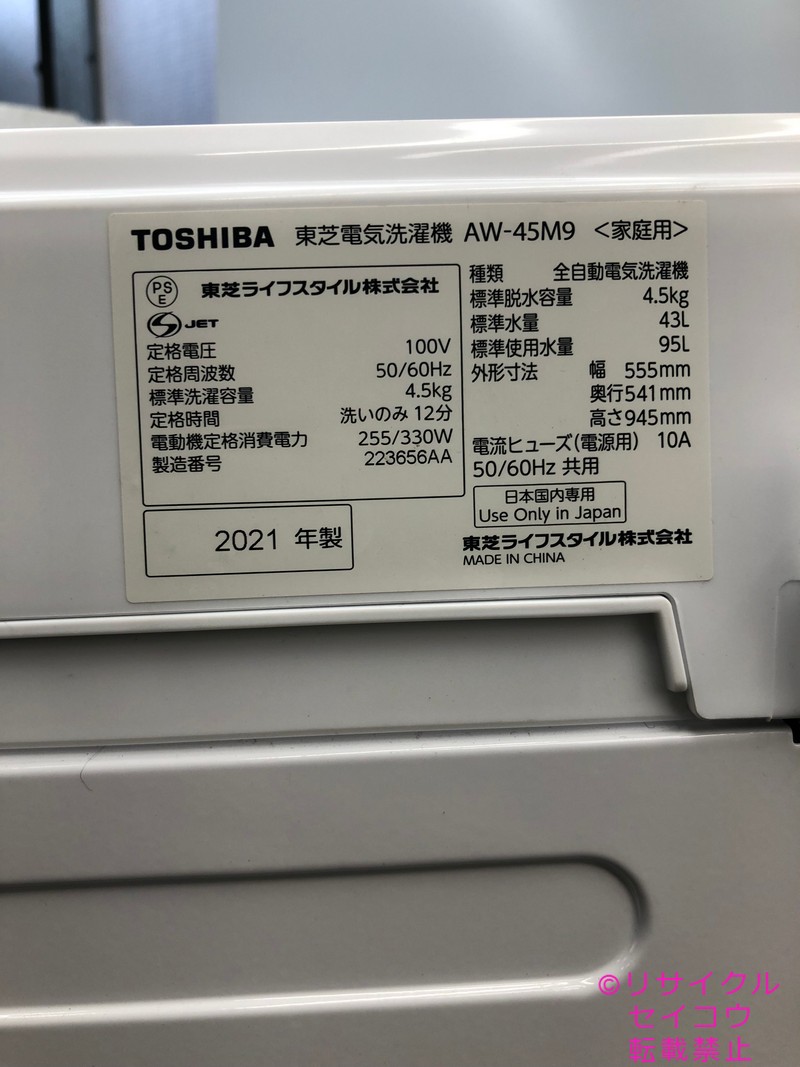 TOSHIBA 東芝電気洗濯機 AW-45M9 <家庭用>
PS
E
東芝ライフスタイル株式会社
JET
定格電圧 100V
定格周波数 50/60Hz
標準洗濯容量 4.5kg
定格時間 洗いのみ 12分
電動機定格消費電力 255/330W
製造番号 223656AA
2021 年製
種類 全自動電気洗濯機
標準脱水容量 4.5kg
標準水量 43L
標準使用水量 95L
外形寸法 幅 555mm
奥行541mm
高さ945mm
電流ヒューズ(電源用) 10A
50/60Hz 共用
日本国内専用
Use Only in Japan
東芝ライフスタイル株式会社
MADE IN CHINA
©リサイクル
セイコウ
転載禁止